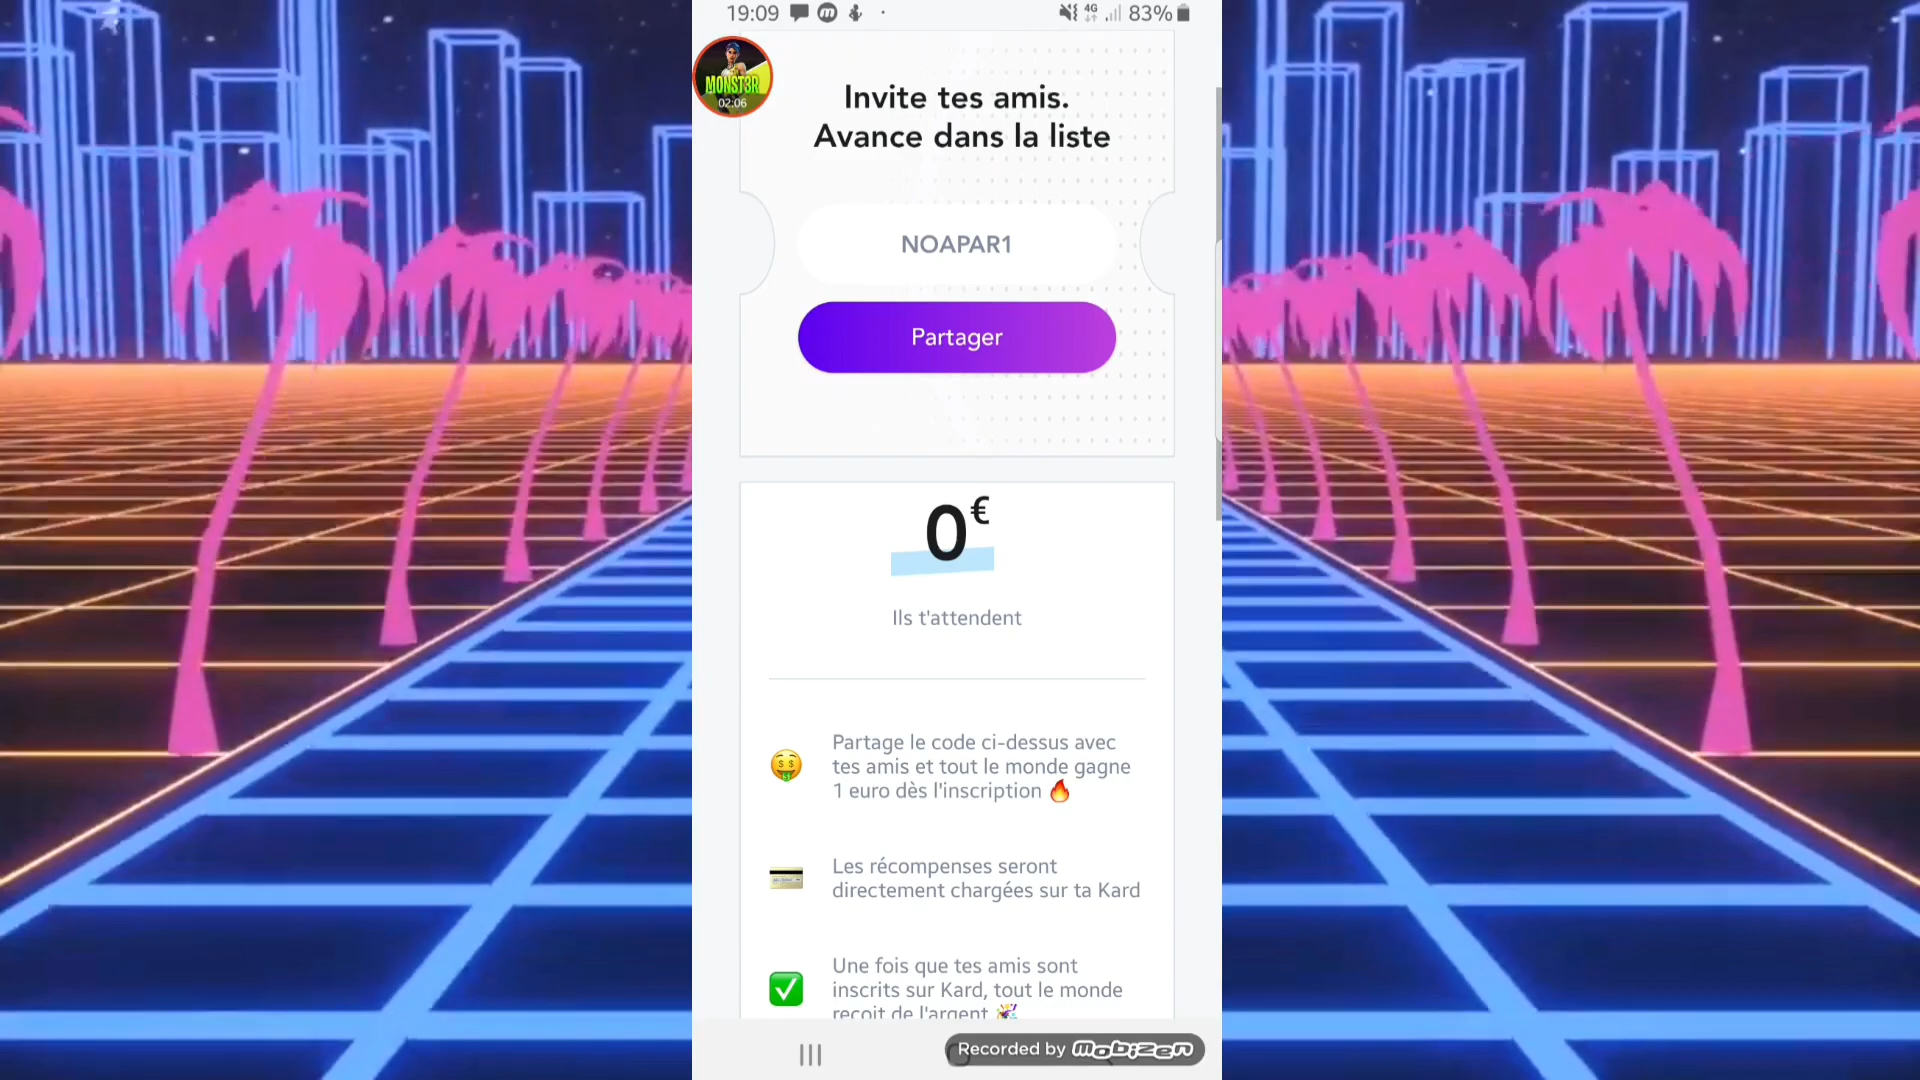 19:09
4G
83%
MONST3R
02:06
Invite tes amis.
Avance dans la liste
NOAPAR1
Partager
0€
Ils t'attendent
Partage le code ci-dessus avec
tes amis et tout le monde gagne
1 euro dès l'inscription 🔥
Les récompenses seront
directement chargées sur ta Kard
Une fois que tes amis sont
inscrits sur Kard, tout le monde
reçoit de l'argent 🎉
Recorded by mobizen